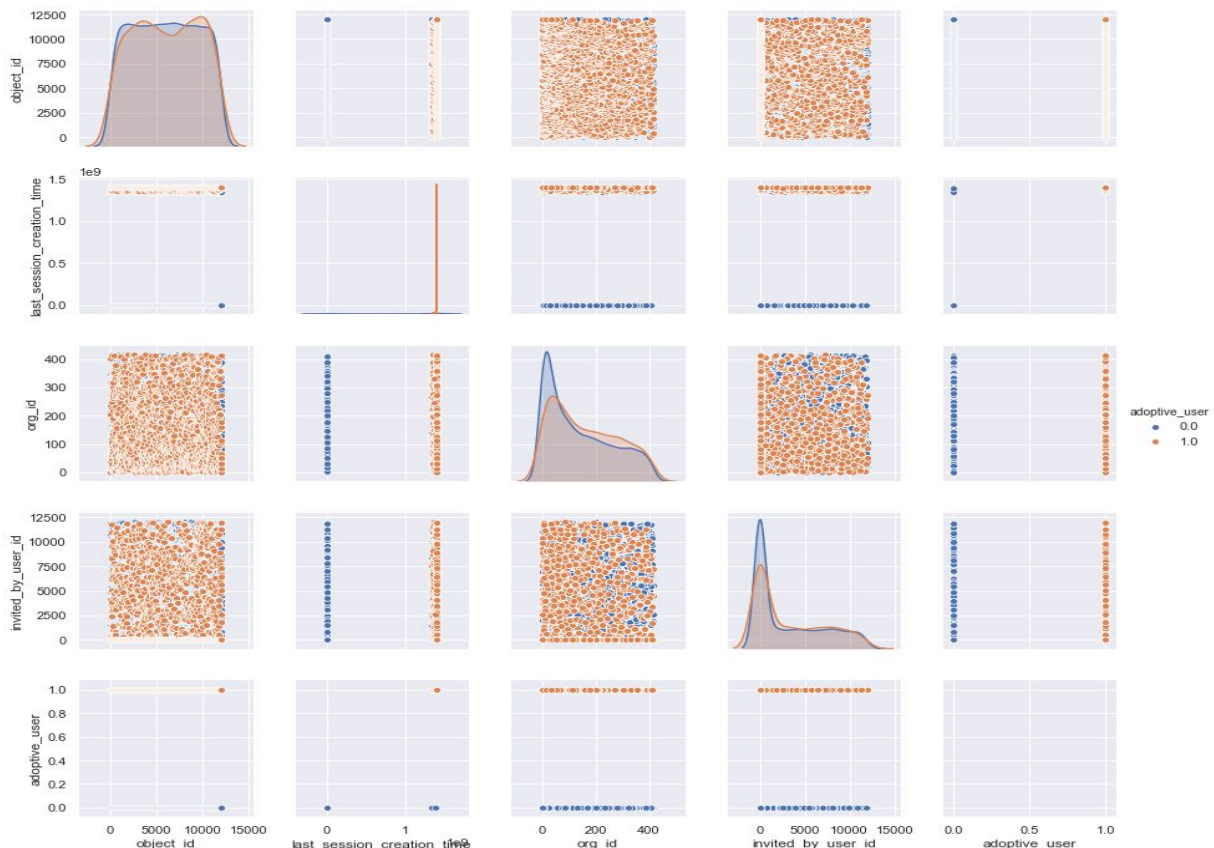 12500
10000
7500
5000
2500
0
object_id
1e9
1.5
1.0
0.5
0.0
last_session_creation_time
400
300
200
100
0
org_id
adoptive_user
0.0
1.0
12500
10000
7500
5000
2500
0
invited_by_user_id
1.0
0.8
0.6
0.4
0.2
0.0
adoptive_user
0 5000 10000 15000
0 1
0 200 400
0 5000 10000 15000
0.0 0.5 1.0
object_id
last_session_creation_time
1e9
org_id
invited_by_user_id
adoptive_user